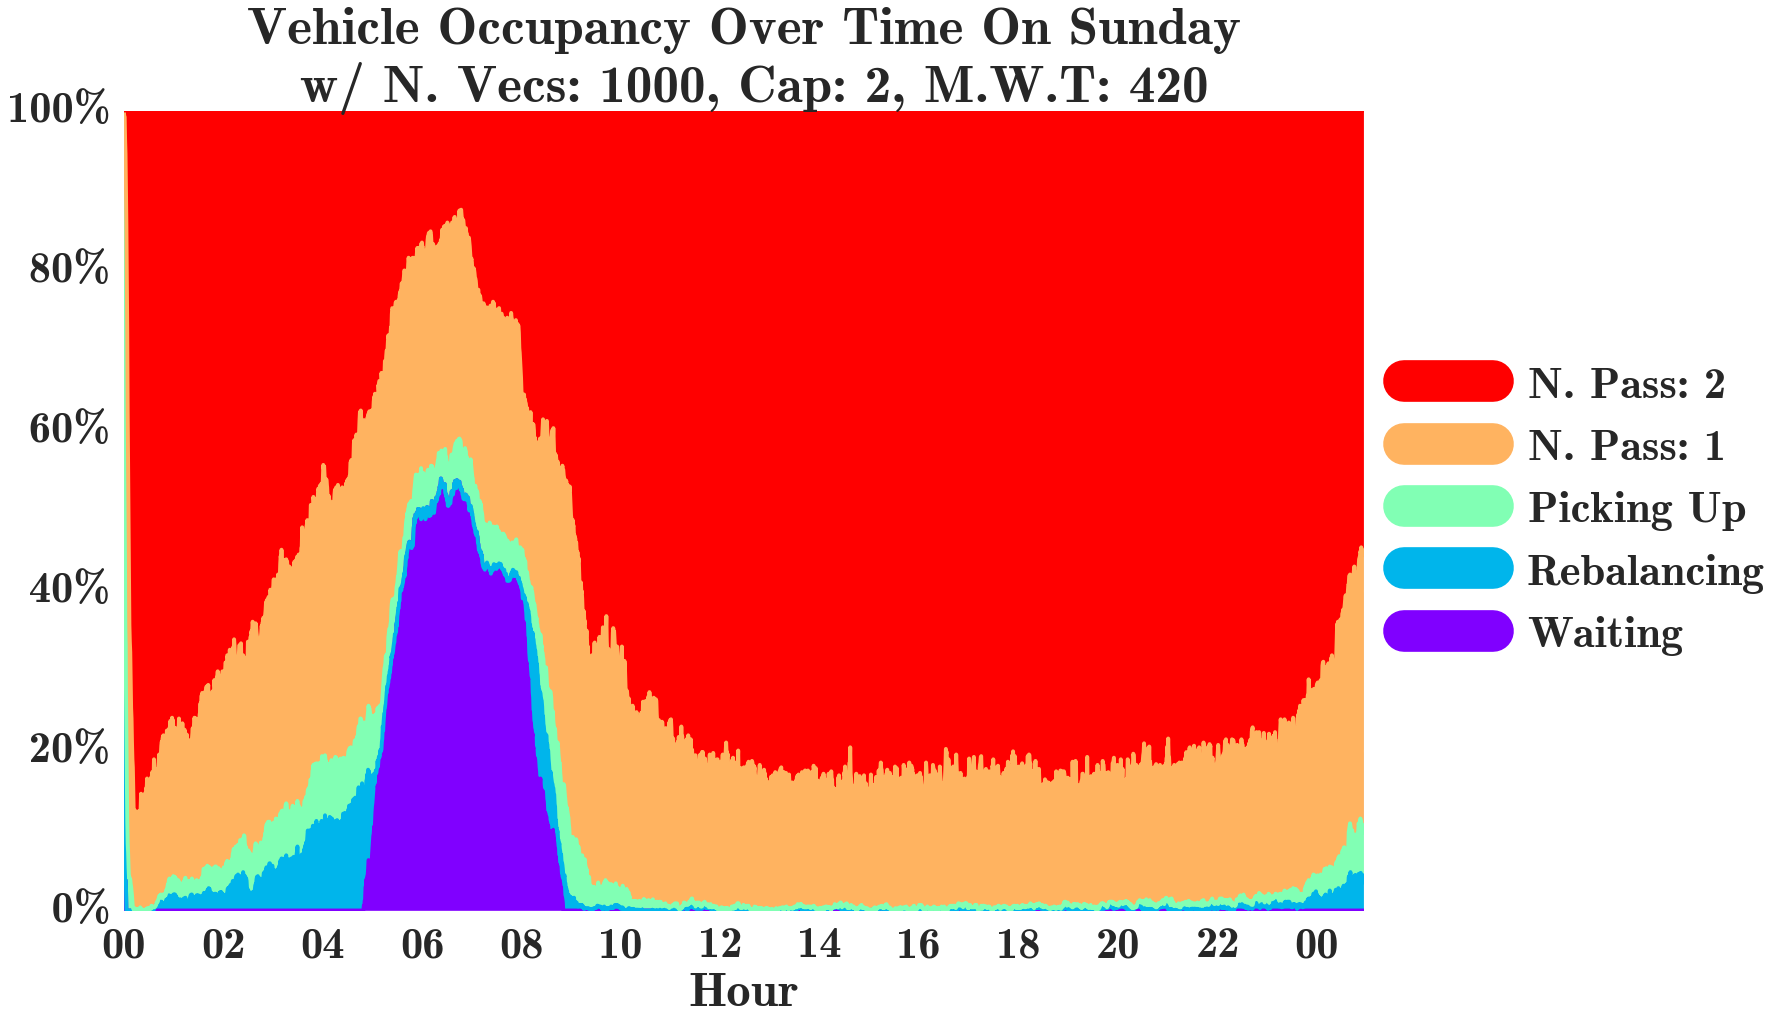 Vehicle Occupancy Over Time On Sunday
w/ N. Vecs: 1000, Cap: 2, M.W.T: 420
100%
80%
60%
40%
20%
0%
00 02 04 06 08 10 12 14 16 18 20 22 00
Hour
N. Pass: 2
N. Pass: 1
Picking Up
Rebalancing
Waiting